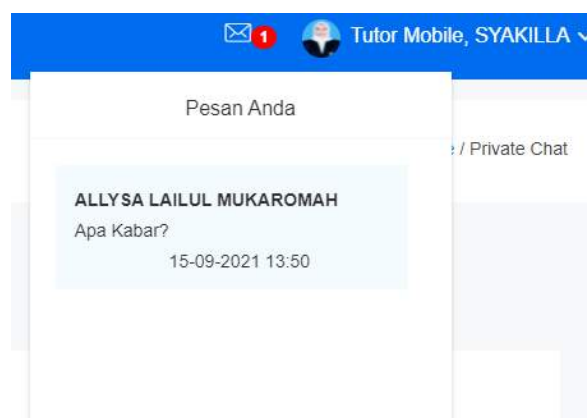 1
Tutor Mobile, SYAKILLA
Pesan Anda
/ Private Chat
ALLYSA LAILUL MUKAROMAH
Apa Kabar?
15-09-2021 13:50